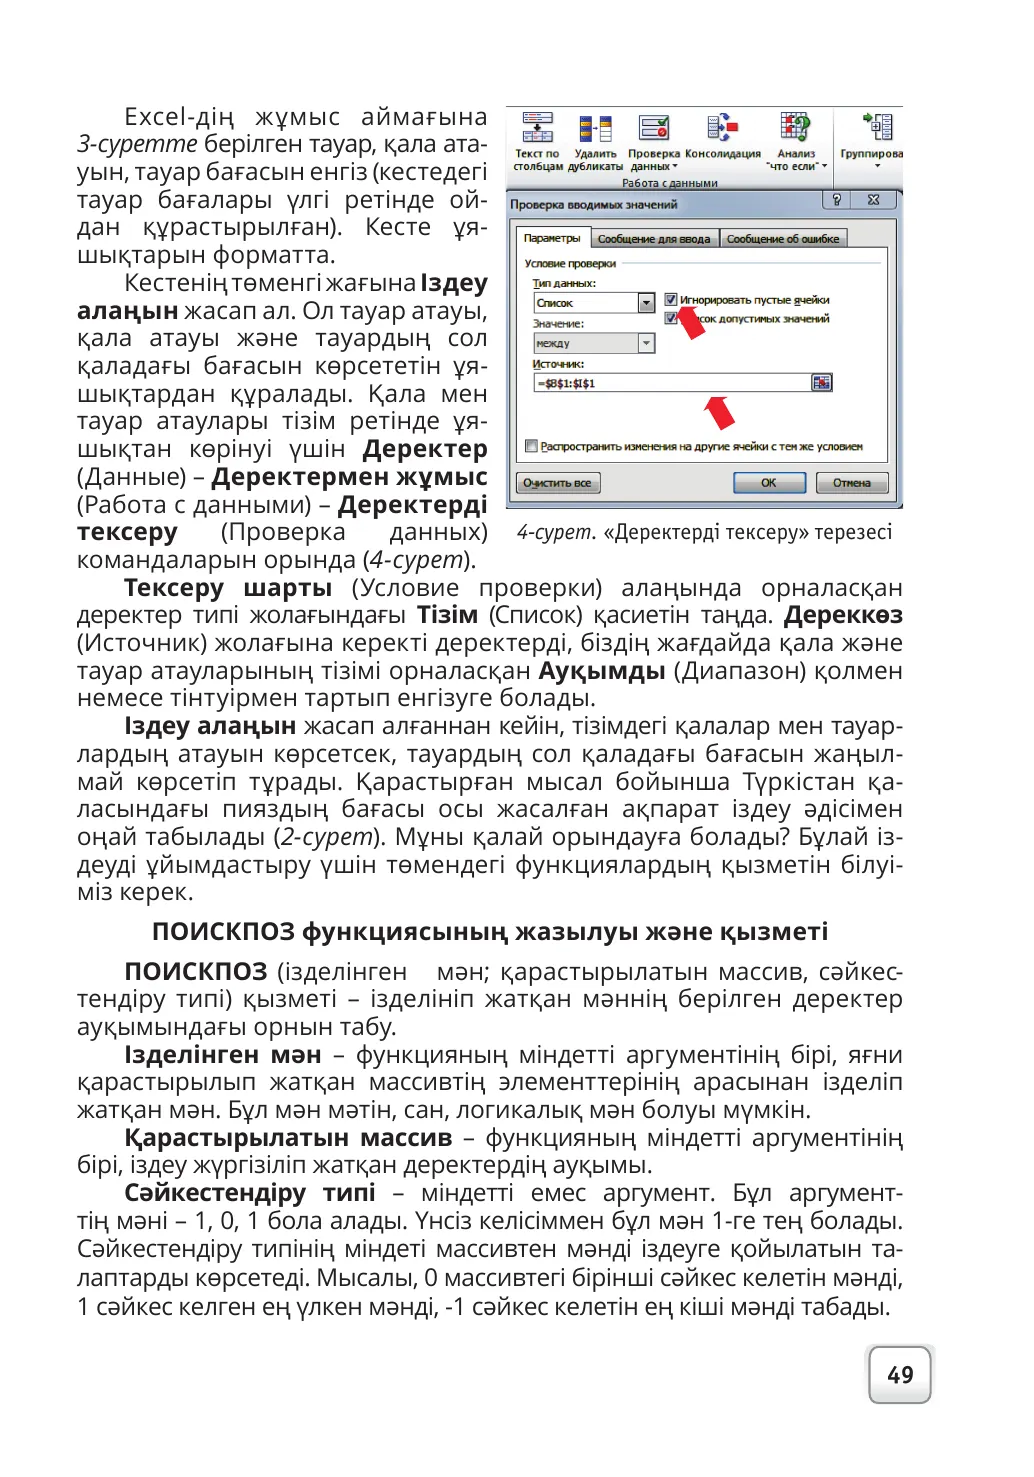 Excel-дің жұмыс аймағына
3-суретте берілген тауар, қала ата-
уын, тауар бағасын енгіз (кестедегі
тауар бағалары үлгі ретінде ой-
дан құрастырылған). Кесте ұя-
шықтарын форматта.
Кестенің төменгі жағына Іздеу
алаңын жасап ал. Ол тауар атауы,
қала атауы және тауардың сол
қаладағы бағасын көрсететін ұя-
шықтардан құралады. Қала мен
тауар атаулары тізім ретінде ұя-
шықтан көрінуі үшін Деректер
(Данные) – Деректермен жұмыс
(Работа с данными) – Деректерді
тексеру (Проверка данных)
командаларын орында (4-сурет).
Текст по столбцам
Удалить дубликаты
Проверка данных
Консолидация
Анализ "что если"
Группирова
Работа с данными
Проверка вводимых значений
Параметры
Сообщение для ввода
Сообщение об ошибке
Условие проверки
Тип данных:
Список
Игнорировать пустые ячейки
сок допустимых значений
Значение:
между
Источник:
=$B$1:$I$1
Распространить изменения на другие ячейки с тем же условием
Очистить все
ОК
Отмена
4-сурет. «Деректерді тексеру» терезесі
Тексеру шарты (Условие проверки) алаңында орналасқан
деректер типі жолағындағы Тізім (Список) қасиетін таңда. Дереккөз
(Источник) жолағына керекті деректерді, біздің жағдайда қала және
тауар атауларының тізімі орналасқан Ауқымды (Диапазон) қолмен
немесе тінтуірмен тартып енгізуге болады.
Іздеу алаңын жасап алғаннан кейін, тізімдегі қалалар мен тауар-
лардың атауын көрсетсек, тауардың сол қаладағы бағасын жаңыл-
май көрсетіп тұрады. Қарастырған мысал бойынша Түркістан қа-
ласындағы пияздың бағасы осы жасалған ақпарат іздеу әдісімен
оңай табылады (2-сурет). Мұны қалай орындауға болады? Бұлай із-
деуді ұйымдастыру үшін төмендегі функциялардың қызметін білуі-
міз керек.
ПОИСКПОЗ функциясының жазылуы және қызметі
ПОИСКПОЗ (ізделінген мән; қарастырылатын массив, сәйкес-
тендіру типі) қызметі – ізделініп жатқан мәннің берілген деректер
ауқымындағы орнын табу.
Ізделінген мән – функцияның міндетті аргументінің бірі, яғни
қарастырылып жатқан массивтің элементтерінің арасынан ізделіп
жатқан мән. Бұл мән мәтін, сан, логикалық мән болуы мүмкін.
Қарастырылатын массив – функцияның міндетті аргументінің
бірі, іздеу жүргізіліп жатқан деректердің ауқымы.
Сәйкестендіру типі – міндетті емес аргумент. Бұл аргумент-
тің мәні – 1, 0, 1 бола алады. Үнсіз келісіммен бұл мән 1-ге тең болады.
Сәйкестендіру типінің міндеті массивтен мәнді іздеуге қойылатын та-
лаптарды көрсетеді. Мысалы, 0 массивтегі бірінші сәйкес келетін мәнді,
1 сәйкес келген ең үлкен мәнді, -1 сәйкес келетін ең кіші мәнді табады.
49